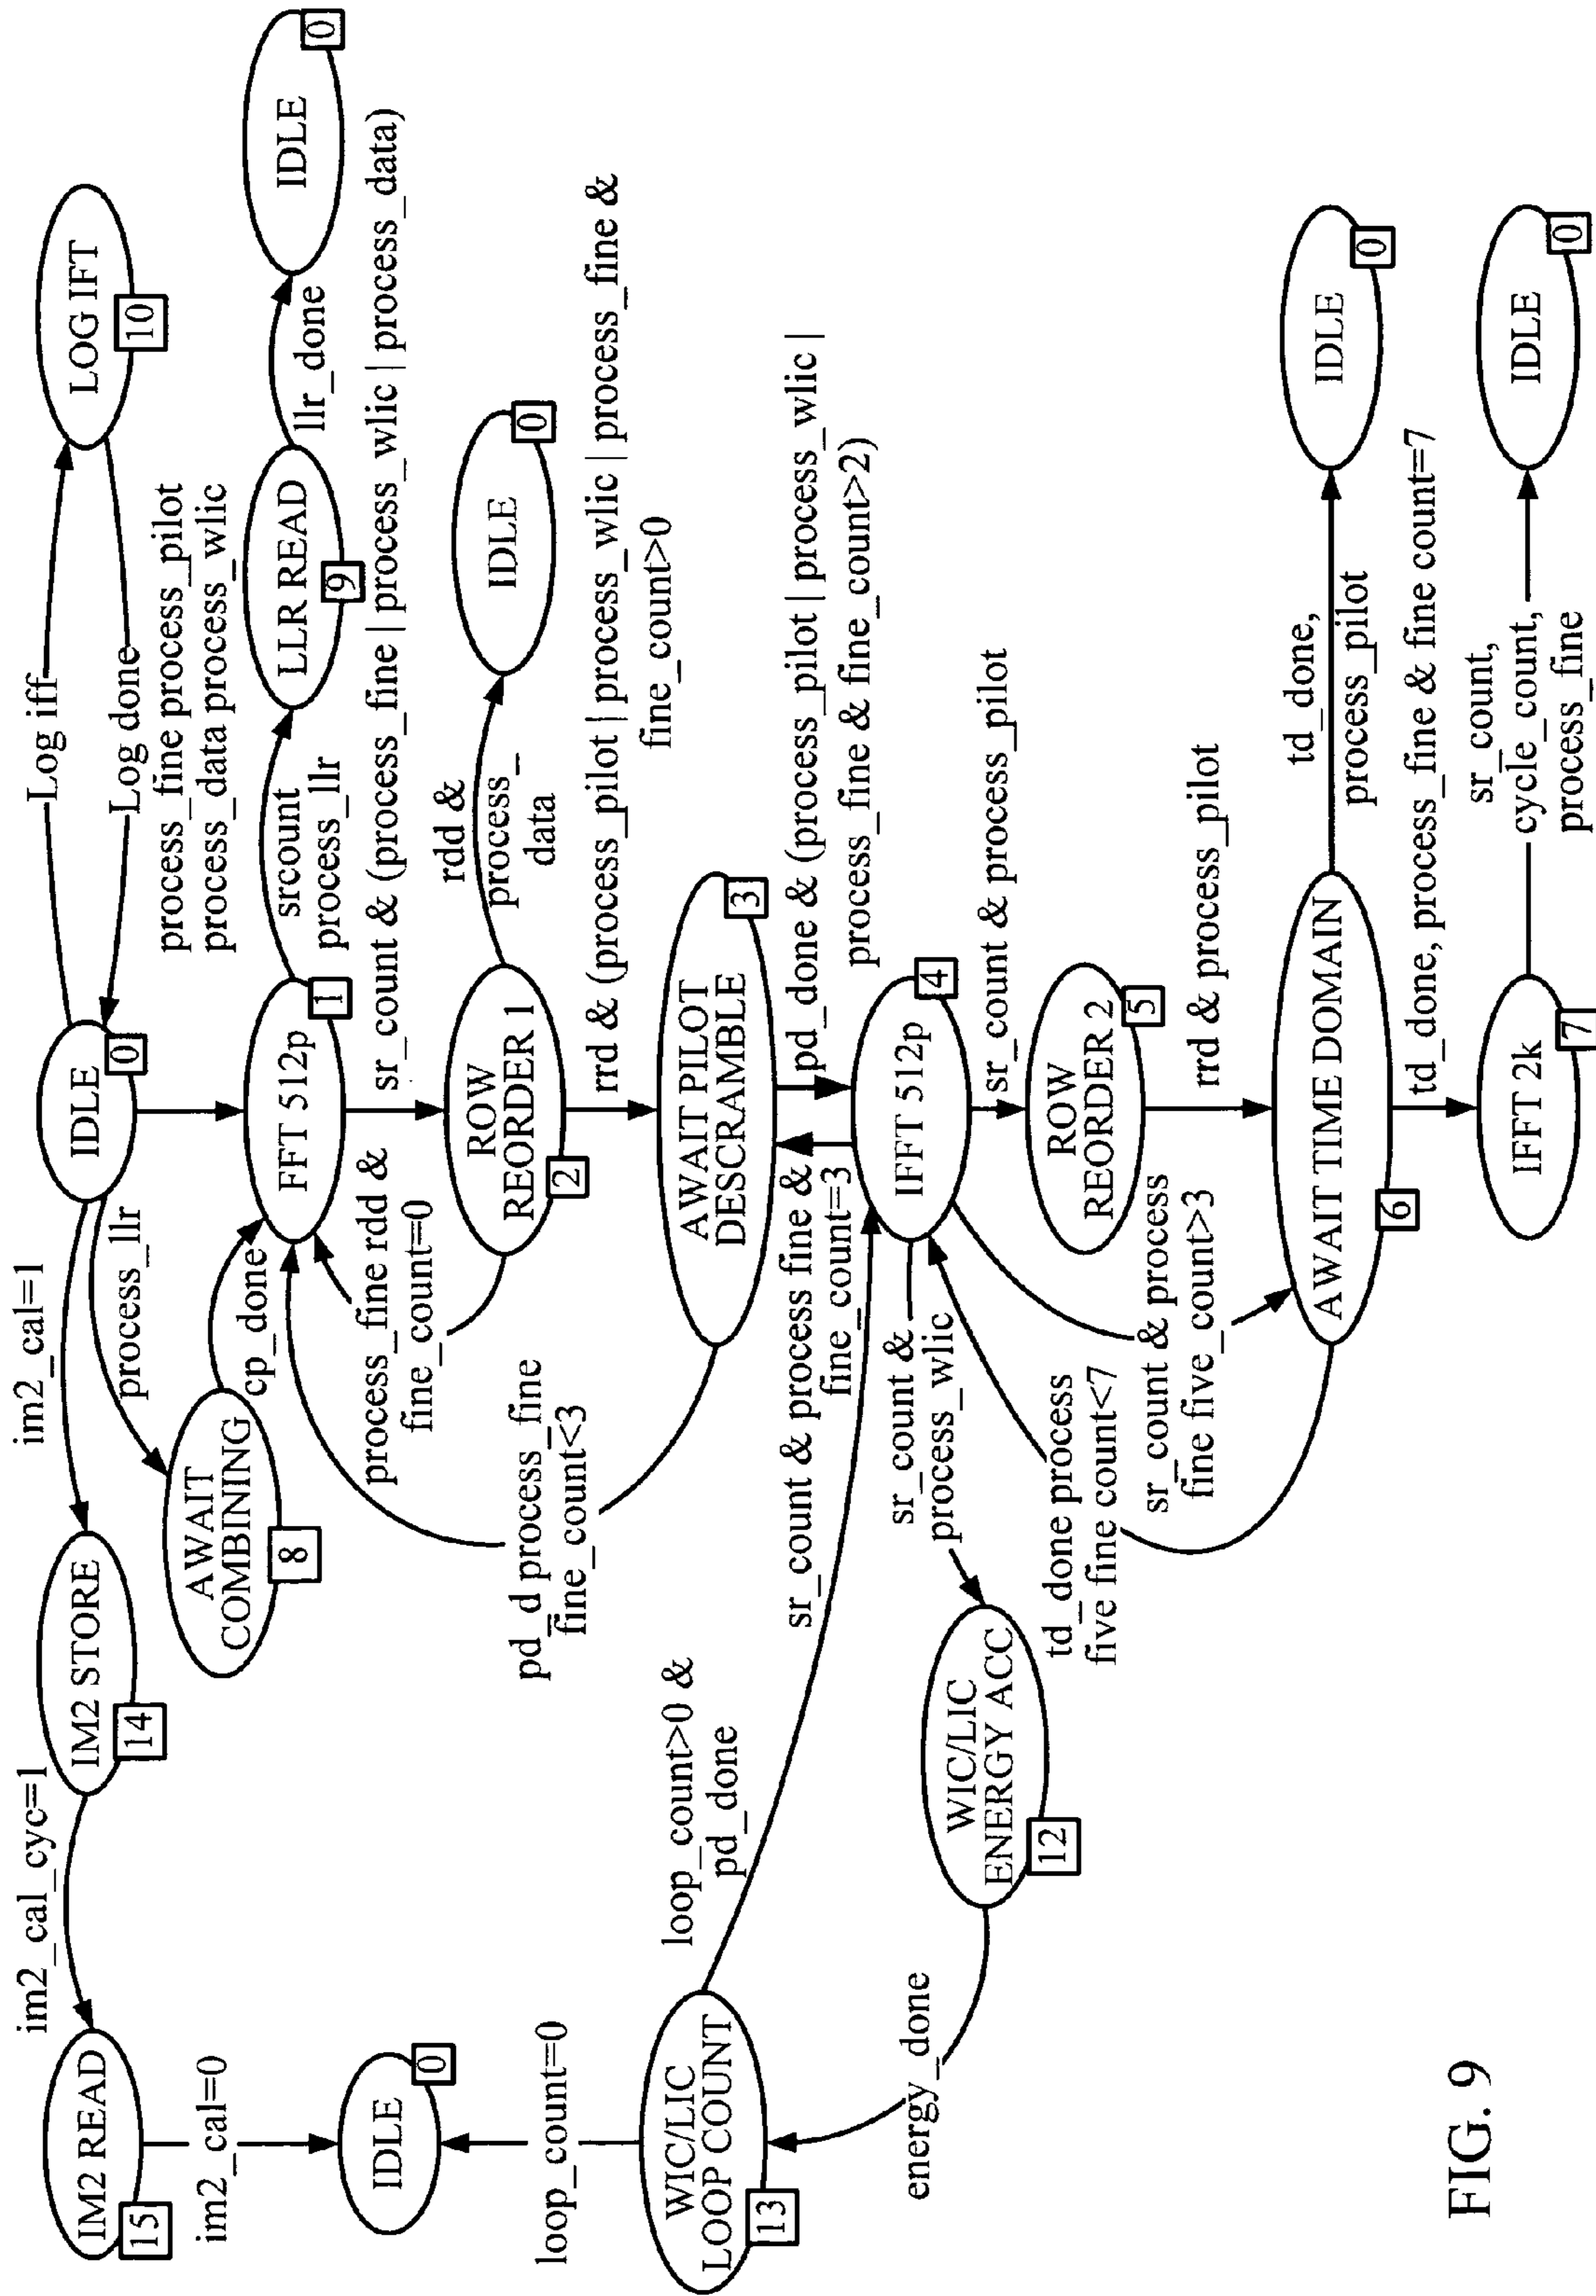 im2_cal_cyc=1
im2_cal=1
Log iff
IM2 READ
15
IM2 STORE
14
IDLE
0
LOG IFT
10
Log done
process_llr
process_fine process_pilot
process_data process_wlic
im2_cal=0
AWAIT
COMBINING
8
cp_done
FFT 512p
1
srcount
process_llr
LLR READ
9
llr_done
IDLE
0
IDLE
0
sr_count & (process_fine | process_wlic | process_data)
process_fine rdd &
fine_count=0
ROW
REORDER 1
2
rdd &
process_
data
IDLE
0
loop_count=0
pd_d process_fine
fine_count<3
rrd & (process_pilot | process_wlic | process_fine &
fine_count>0
WIC/LIC
LOOP COUNT
13
loop_count>0 &
pd_done
AWAIT PILOT
DESCRAMBLE
3
sr_count & process fine &
fine_count=3
pd_done & (process_pilot | process_wlic |
process_fine & fine_count>2)
IFFT 512p
4
sr_count &
process_wlic
energy_done
WIC/LIC
ENERGY ACC
12
sr_count & process_pilot
ROW
REORDER 2
5
td_done process
five fine count<7
sr_count & process
fine five_count>3
rrd & process_pilot
AWAIT TIME DOMAIN
6
td_done,
process_pilot
IDLE
0
td_done, process_fine & fine count=7
IFFT 2k
7
sr_count,
cycle_count,
process_fine
IDLE
0
FIG. 9